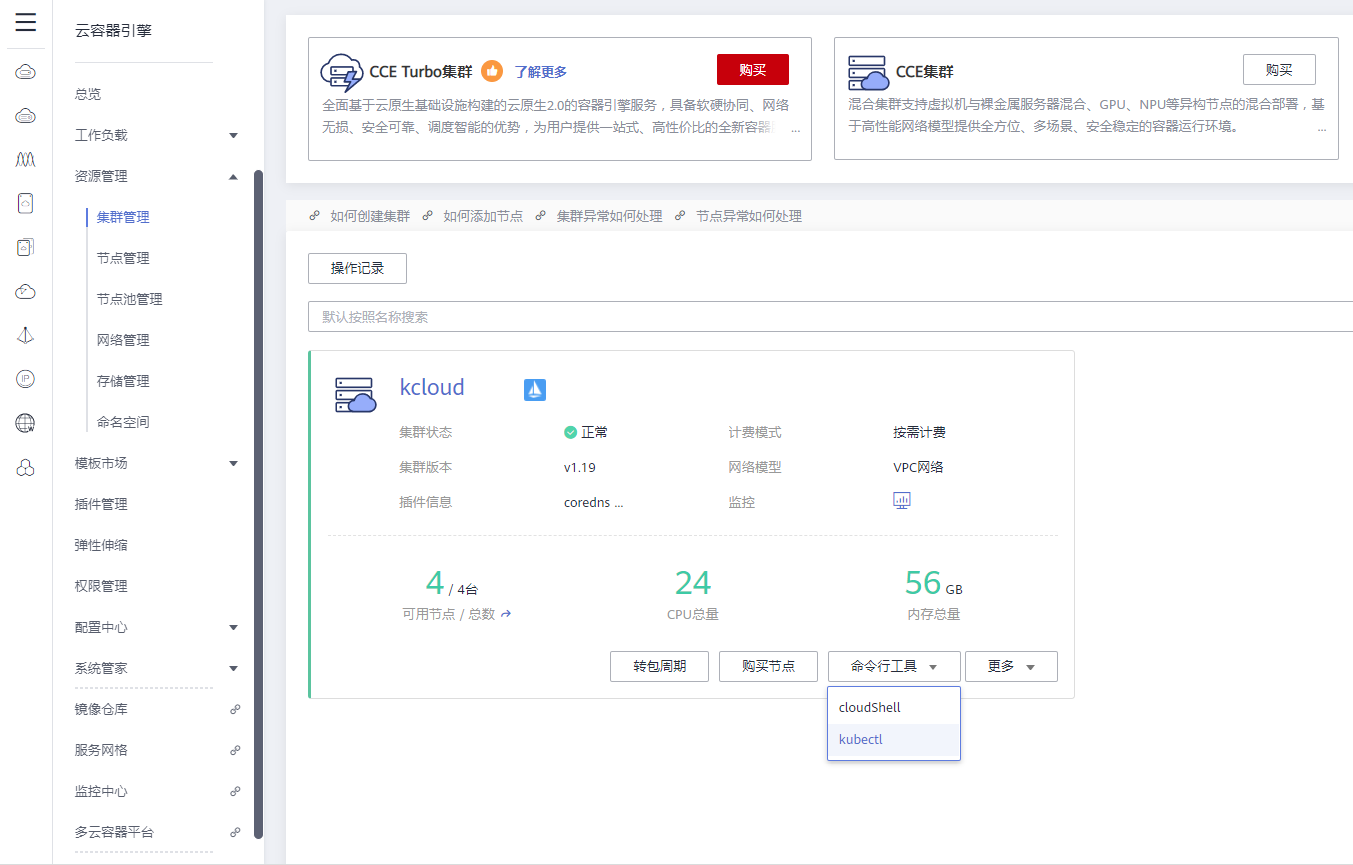 云容器引擎
总览
工作负载
资源管理
集群管理
节点管理
节点池管理
网络管理
存储管理
命名空间
模板市场
插件管理
弹性伸缩
权限管理
配置中心
系统管家
镜像仓库
服务网格
监控中心
多云容器平台
CCE Turbo集群 了解更多 购买
全面基于云原生基础设施构建的云原生2.0的容器引擎服务，具备软硬协同、网络
无损、安全可靠、调度智能的优势，为用户提供一站式、高性价比的全新容器 ...
CCE集群 购买
混合集群支持虚拟机与裸金属服务器混合、GPU、NPU等异构节点的混合部署，基
于高性能网络模型提供全方位、多场景、安全稳定的容器运行环境。 ...
如何创建集群 如何添加节点 集群异常如何处理 节点异常如何处理
操作记录
默认按照名称搜索
kcloud
集群状态 正常 计费模式 按需计费
集群版本 v1.19 网络模型 VPC网络
插件信息 coredns ... 监控
4 / 4台 24 56 GB
可用节点 / 总数 CPU总量 内存总量
转包周期 购买节点 命令行工具 更多
cloudShell
kubectl
IP